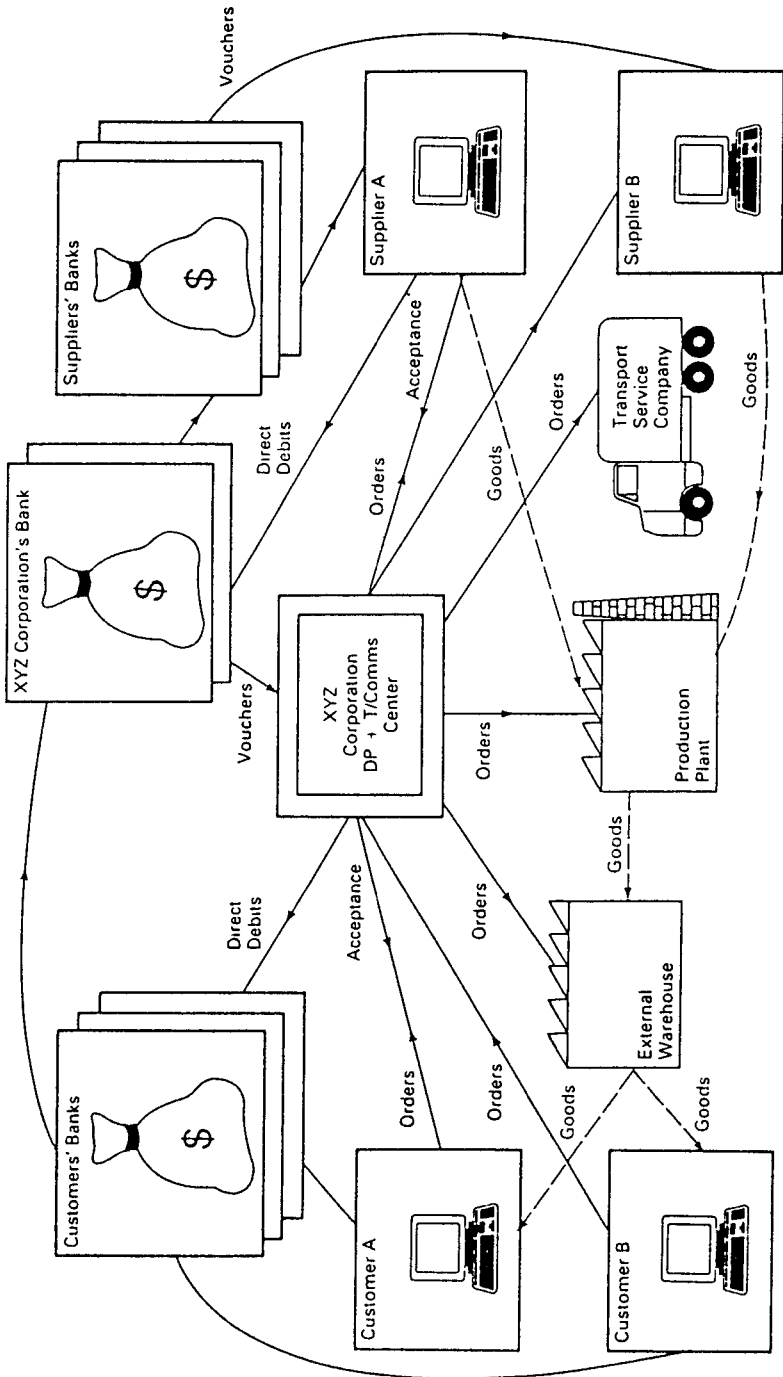 Customers' Banks
$
XYZ Corporation's Bank
$
Suppliers' Banks
$
Vouchers
Direct
Debits
Vouchers
Direct
Debits
Customer A
Orders
Acceptance
XYZ
Corporation
DP + T/Comms
Center
Orders
Acceptance
Supplier A
Goods
Orders
Orders
Orders
Goods
Orders
Customer B
Goods
External
Warehouse
Goods
Production
Plant
Transport
Service
Company
Goods
Supplier B